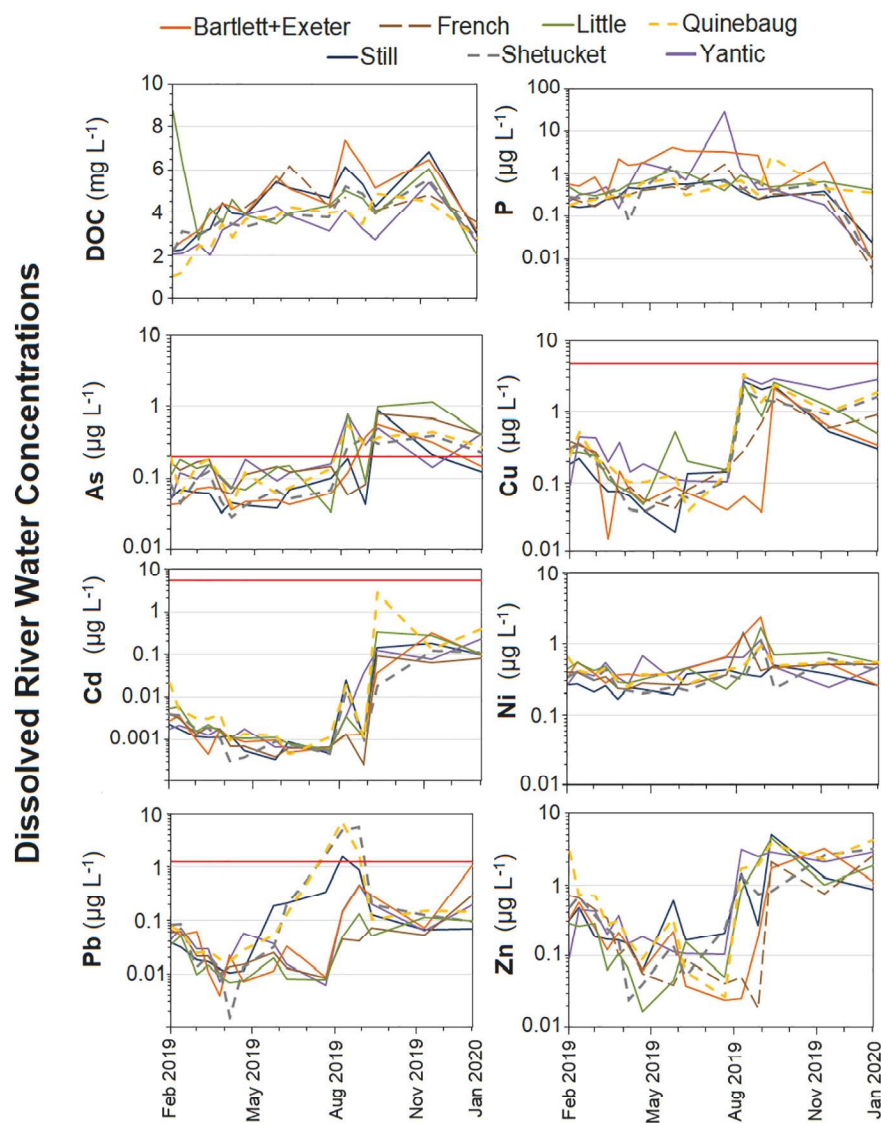 Bartlett+Exeter French Little Quinebaug
Still Shetucket Yantic
Dissolved River Water Concentrations
DOC (mg L⁻¹)
10
8
6
4
2
0
P (µg L⁻¹)
100
10
1
0.1
0.01
As (µg L⁻¹)
10
1
0.1
0.01
Cu (µg L⁻¹)
10
1
0.1
0.01
Cd (µg L⁻¹)
10
1
0.1
0.01
0.001
Ni (µg L⁻¹)
10
1
0.1
0.01
Pb (µg L⁻¹)
10
1
0.1
0.01
Zn (µg L⁻¹)
10
1
0.1
0.01
Feb 2019
May 2019
Aug 2019
Nov 2019
Jan 2020
Feb 2019
May 2019
Aug 2019
Nov 2019
Jan 2020